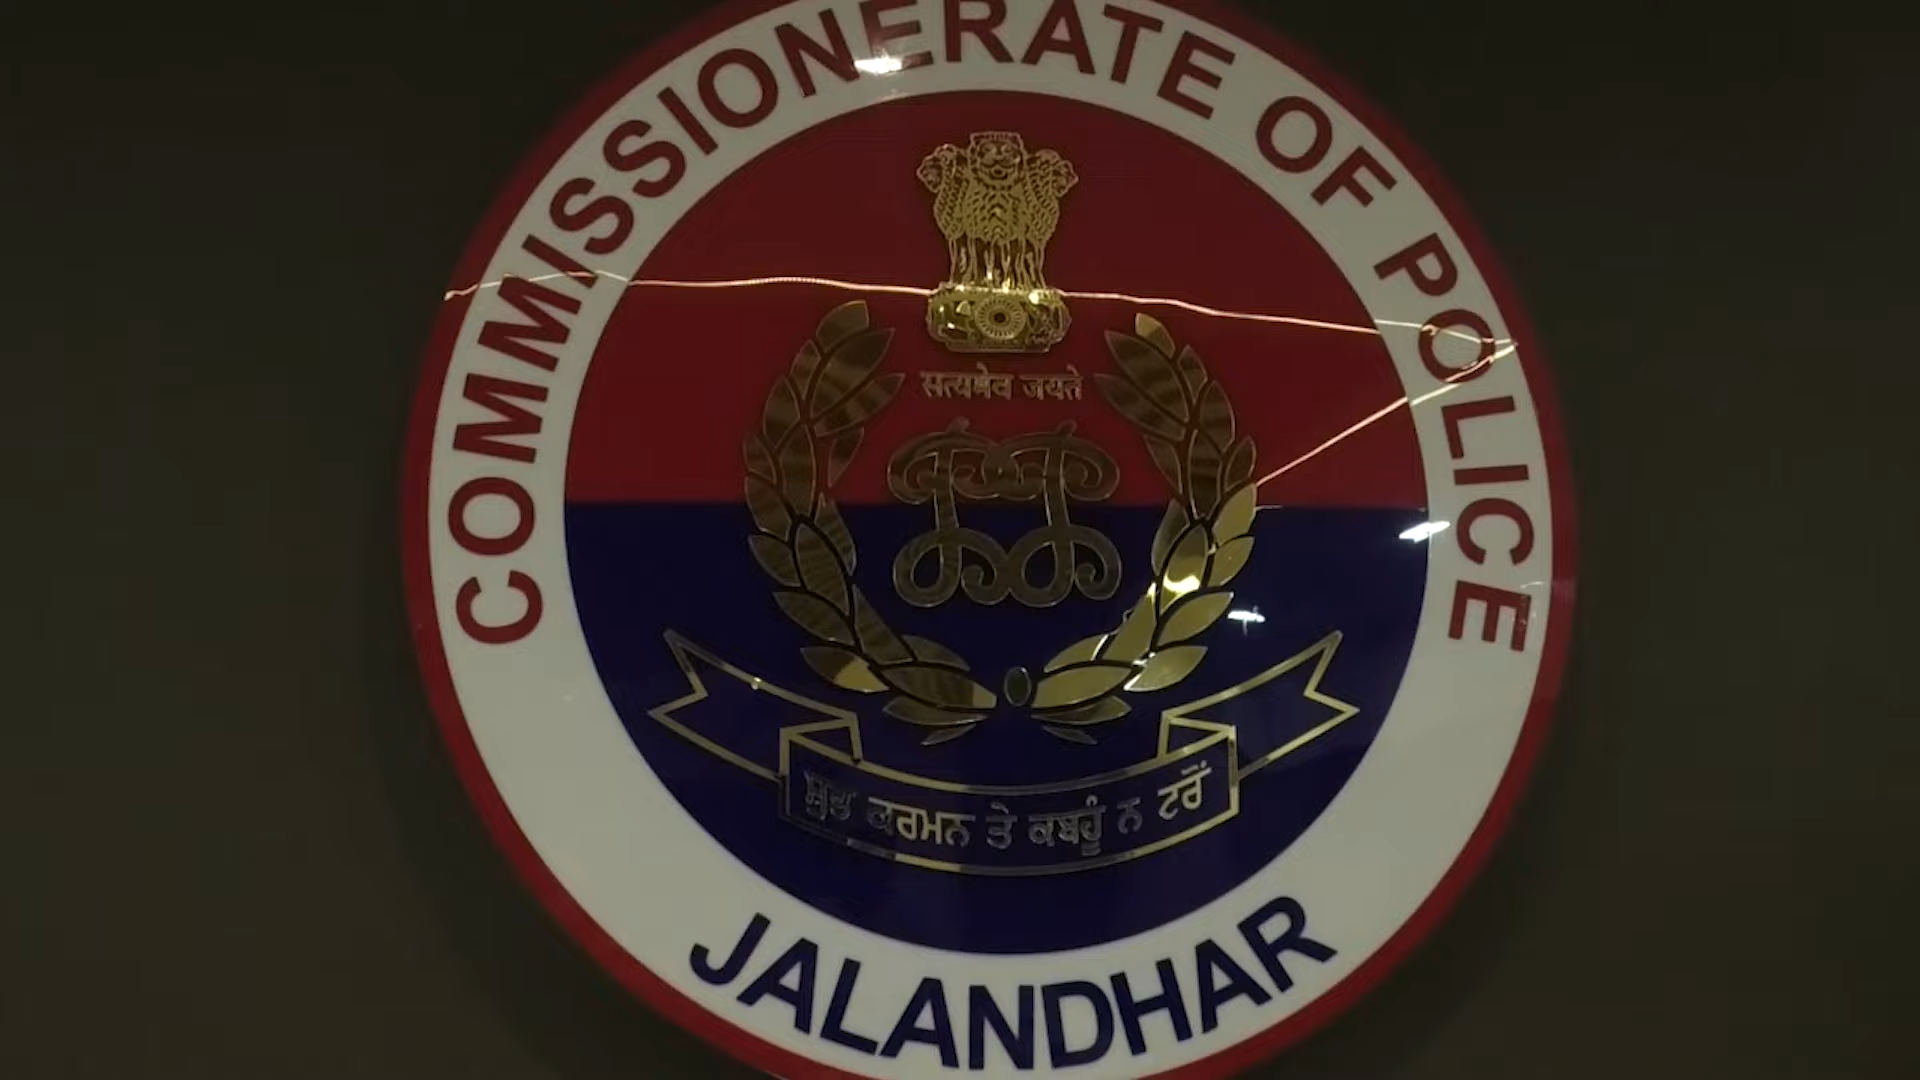 COMMISSIONERATE OF POLICE
सत्यमेव जयते
ਸ਼ੁਭ ਕਰਮਨ ਤੇ ਕਬਹੂੰ ਨ ਟਰੋਂ
JALANDHAR